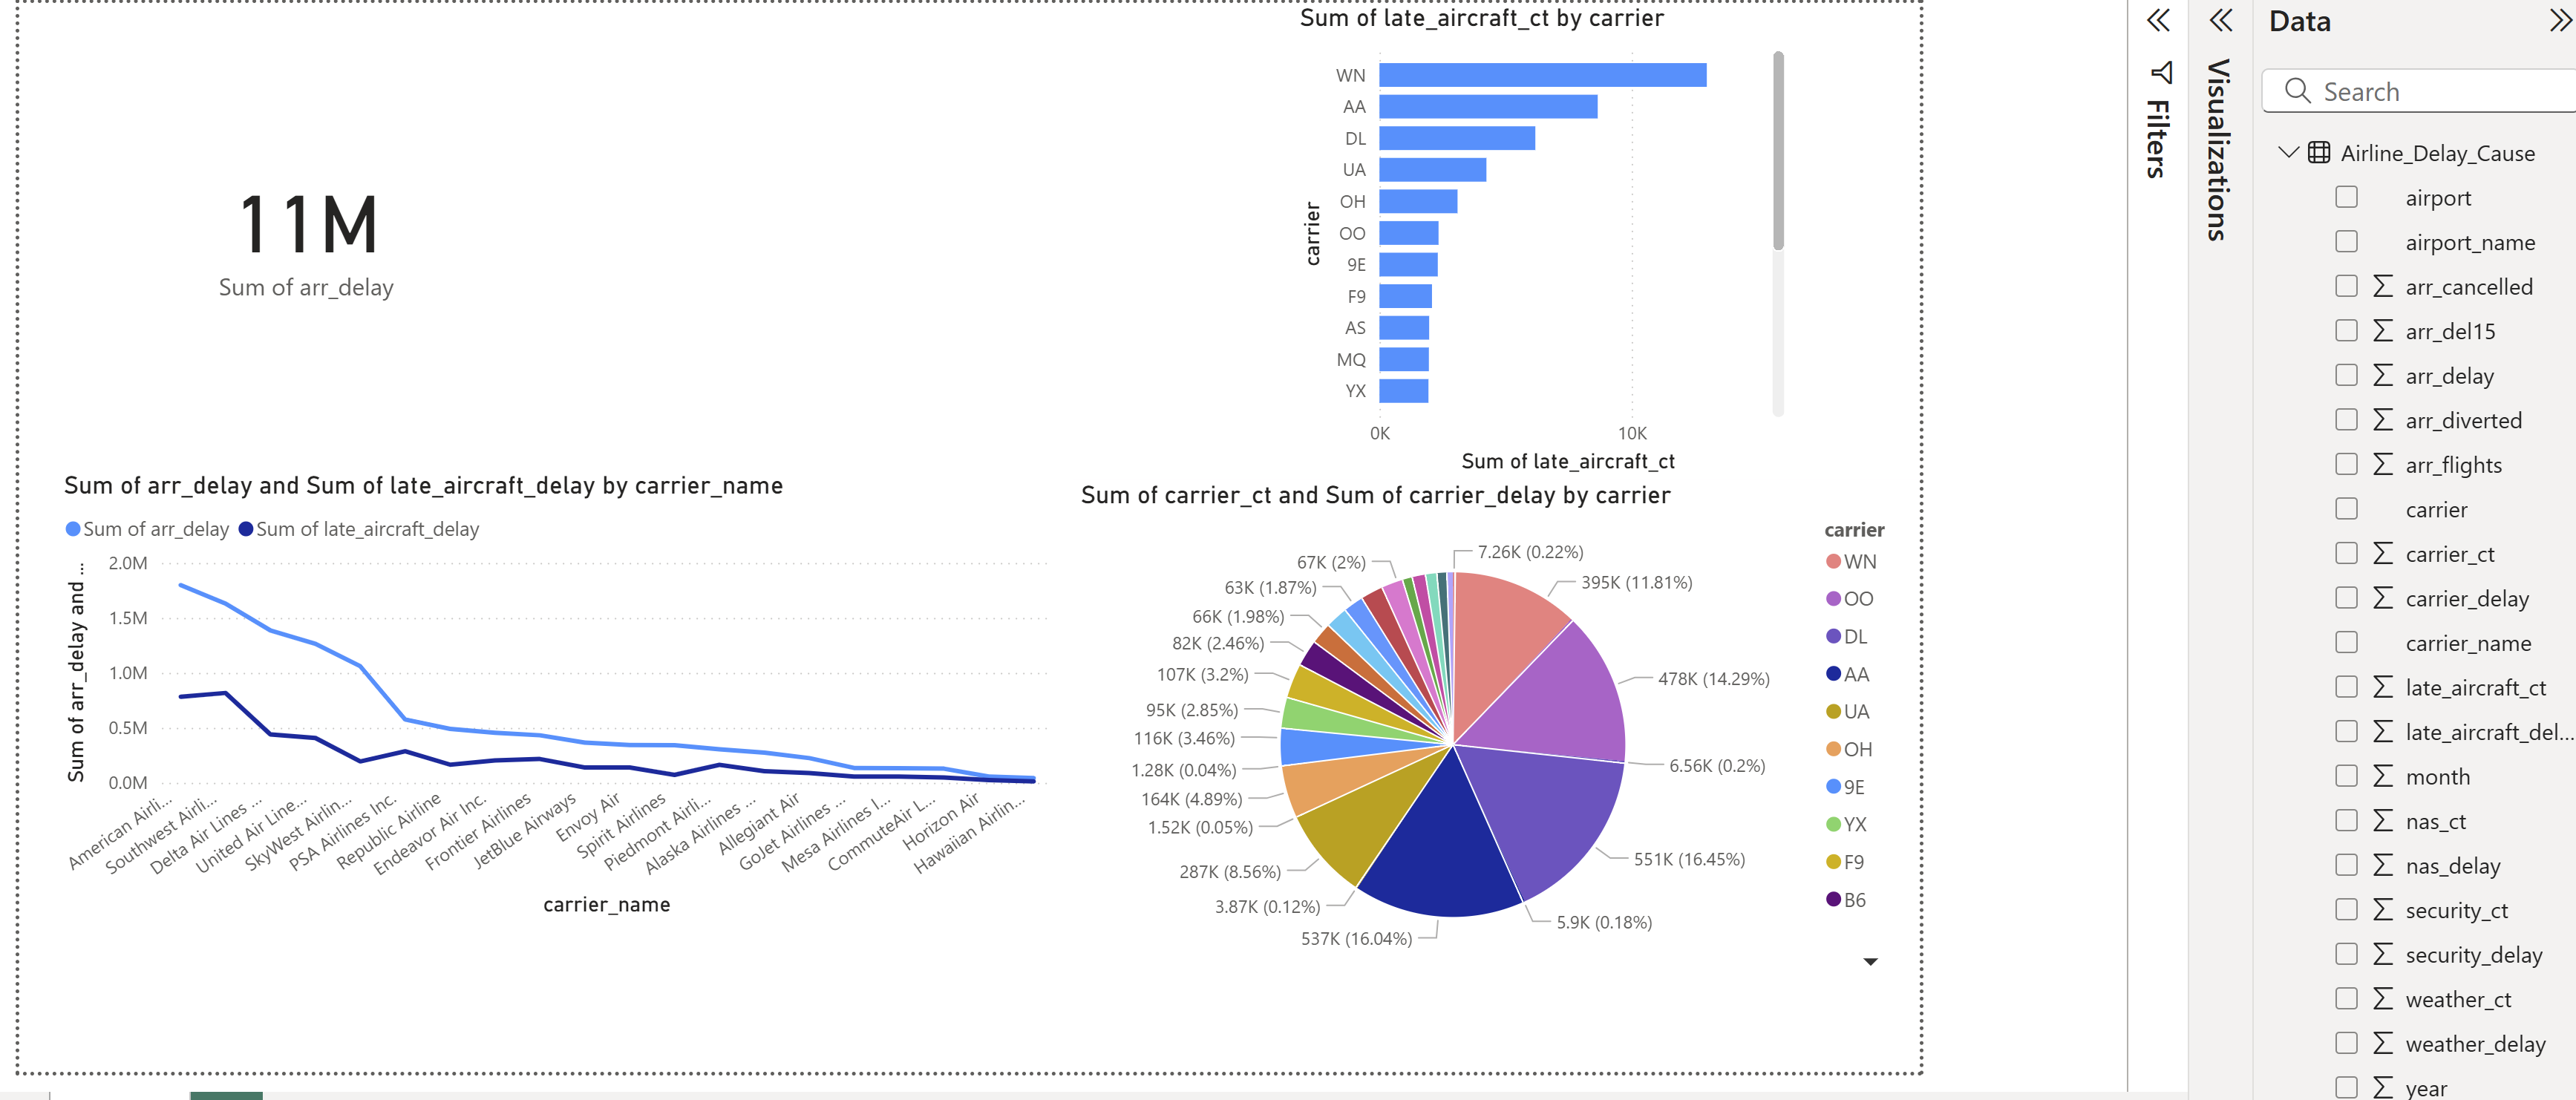 11M
Sum of arr_delay
Sum of late_aircraft_ct by carrier
carrier
WN
AA
DL
UA
OH
OO
9E
F9
AS
MQ
YX
0K 10K
Sum of late_aircraft_ct
Sum of arr_delay and Sum of late_aircraft_delay by carrier_name
Sum of arr_delay Sum of late_aircraft_delay
Sum of arr_delay and ...
2.0M
1.5M
1.0M
0.5M
0.0M
American Airli...
Southwest Airli...
Delta Air Lines ...
United Air Line...
SkyWest Airlin...
PSA Airlines Inc.
Republic Airline
Endeavor Air Inc.
Frontier Airlines
JetBlue Airways
Envoy Air
Spirit Airlines
Piedmont Airli...
Alaska Airlines ...
Allegiant Air
GoJet Airlines ...
Mesa Airlines I...
CommuteAir L...
Horizon Air
Hawaiian Airlin...
carrier_name
Sum of carrier_ct and Sum of carrier_delay by carrier
7.26K (0.22%)
395K (11.81%)
478K (14.29%)
6.56K (0.2%)
551K (16.45%)
5.9K (0.18%)
537K (16.04%)
3.87K (0.12%)
287K (8.56%)
1.52K (0.05%)
164K (4.89%)
1.28K (0.04%)
116K (3.46%)
95K (2.85%)
107K (3.2%)
82K (2.46%)
66K (1.98%)
63K (1.87%)
67K (2%)
carrier
WN
OO
DL
AA
UA
OH
9E
YX
F9
B6
Filters
Visualizations
Data
Search
Airline_Delay_Cause
airport
airport_name
arr_cancelled
arr_del15
arr_delay
arr_diverted
arr_flights
carrier
carrier_ct
carrier_delay
carrier_name
late_aircraft_ct
late_aircraft_del...
month
nas_ct
nas_delay
security_ct
security_delay
weather_ct
weather_delay
year